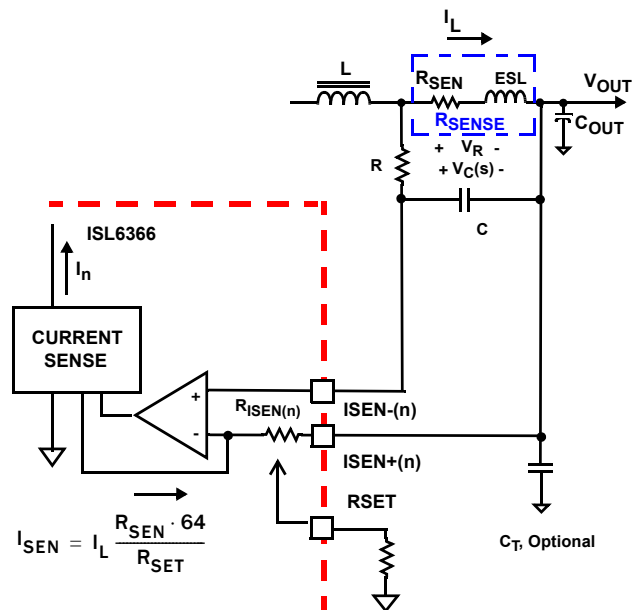 I_L
L
R_SEN
ESL
V_OUT
R_SENSE
C_OUT
+ V_R -
+ V_C(s) -
R
C
ISL6366
I_n
CURRENT
SENSE
+
-
R_ISEN(n)
ISEN-(n)
ISEN+(n)
RSET
I_SEN = I_L R_SEN · 64 / R_SET
C_T, Optional